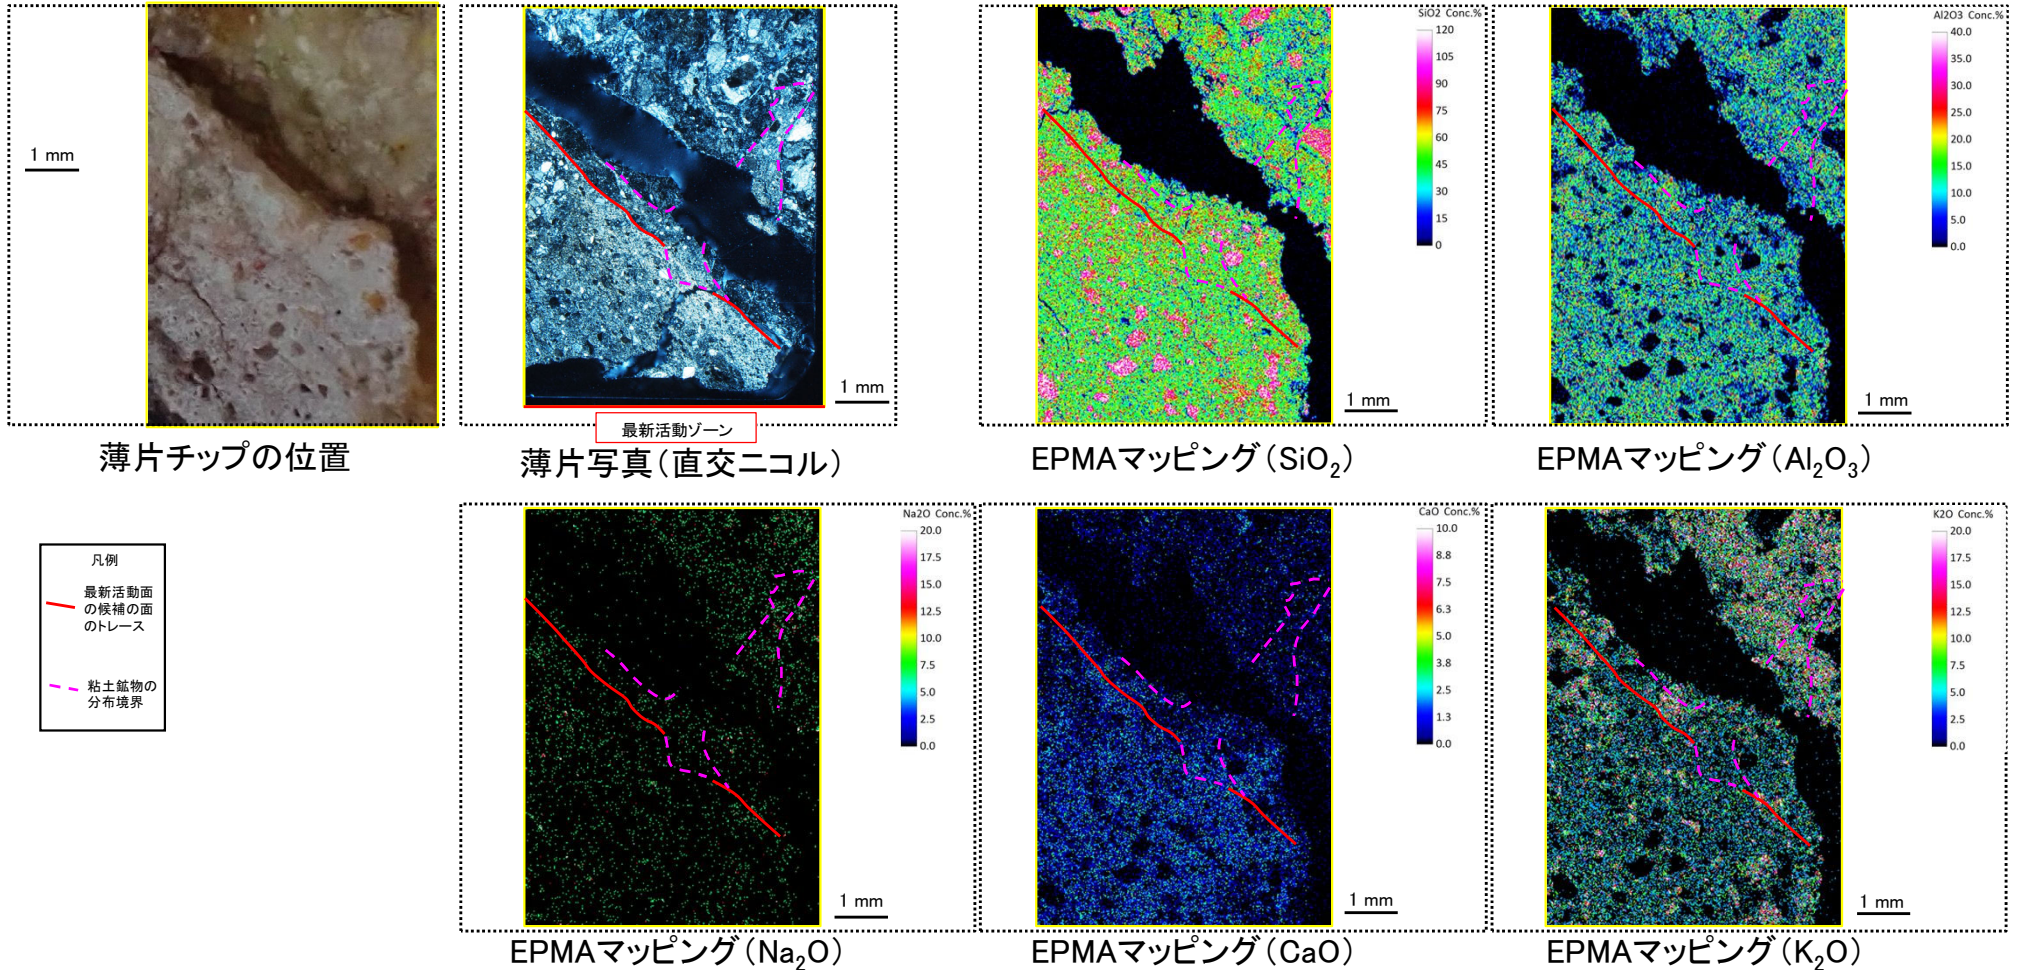 1 mm
薄片チップの位置
1 mm
最新活動ゾーン
薄片写真(直交ニコル)
SiO2 Conc.%
120
105
90
75
60
45
30
15
0
1 mm
EPMAマッピング(SiO₂)
Al2O3 Conc.%
40.0
35.0
30.0
25.0
20.0
15.0
10.0
5.0
0.0
1 mm
EPMAマッピング(Al₂O₃)
凡例
最新活動面
の候補の面
のトレース
粘土鉱物の
分布境界
Na2O Conc.%
20.0
17.5
15.0
12.5
10.0
7.5
5.0
2.5
0.0
1 mm
EPMAマッピング(Na₂O)
CaO Conc.%
10.0
8.8
7.5
6.3
5.0
3.8
2.5
1.3
0.0
1 mm
EPMAマッピング(CaO)
K2O Conc.%
20.0
17.5
15.0
12.5
10.0
7.5
5.0
2.5
0.0
1 mm
EPMAマッピング(K₂O)